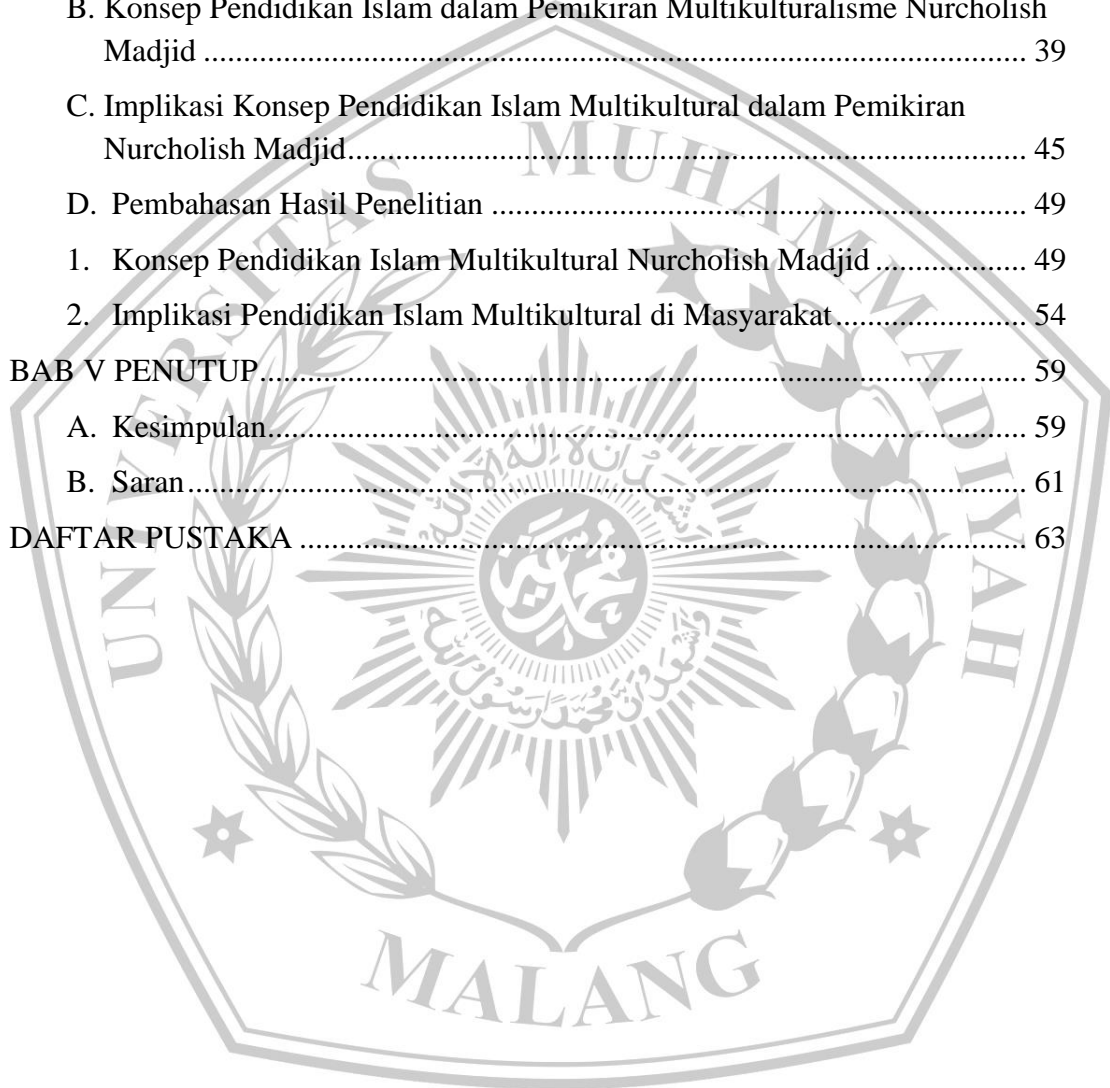 B. Konsep Pendidikan Islam dalam Pemikiran Multikulturalisme Nurcholish
Madjid ........................................................................................................ 39
C. Implikasi Konsep Pendidikan Islam Multikultural dalam Pemikiran
Nurcholish Madjid...................................................................................... 45
D. Pembahasan Hasil Penelitian ................................................................... 49
1. Konsep Pendidikan Islam Multikultural Nurcholish Madjid ................... 49
2. Implikasi Pendidikan Islam Multikultural di Masyarakat ........................ 54
BAB V PENUTUP............................................................................................... 59
A. Kesimpulan............................................................................................... 59
B. Saran ......................................................................................................... 61
DAFTAR PUSTAKA ........................................................................................... 63
UNIVERSITAS MUHAMMADIYAH
MALANG